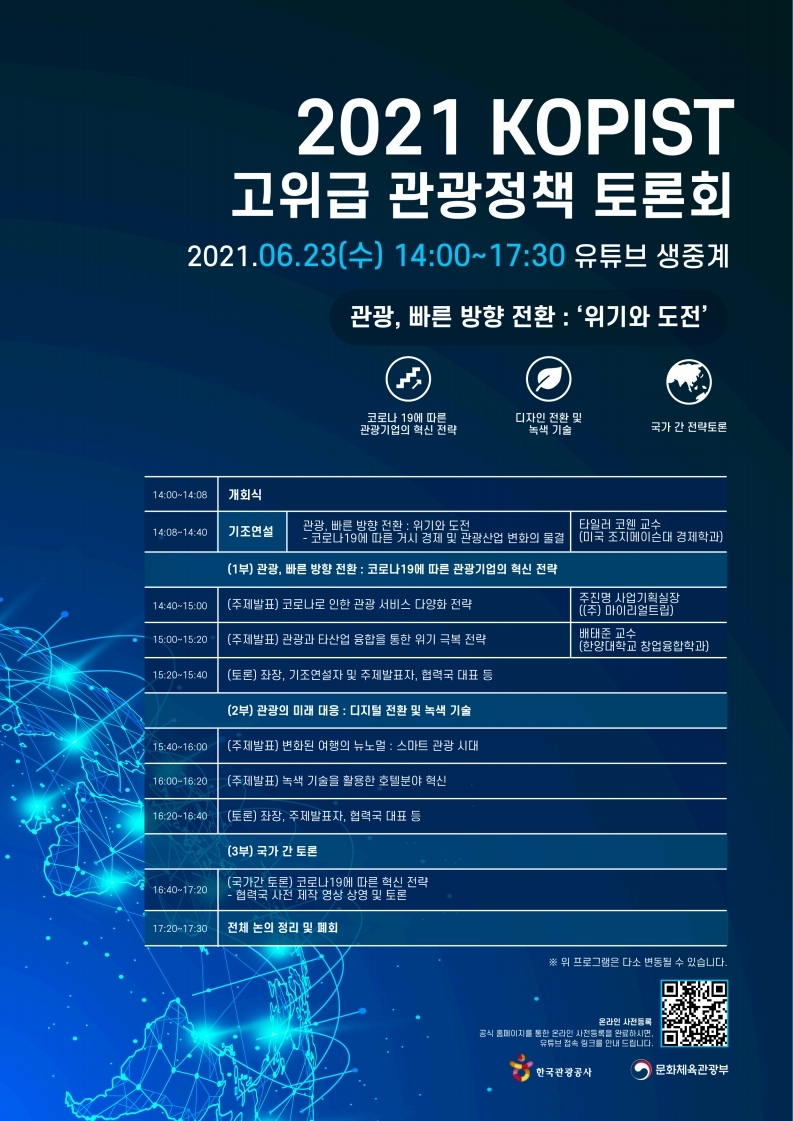 2021 KOPIST
고위급 관광정책 토론회
2021.06.23(수) 14:00~17:30 유튜브 생중계
관광, 빠른 방향 전환 : ‘위기와 도전’
코로나 19에 따른
관광기업의 혁신 전략
디자인 전환 및
녹색 기술
국가 간 전략토론
14:00~14:08 개회식
14:08~14:40 기조연설
관광, 빠른 방향 전환 : 위기와 도전
- 코로나19에 따른 거시 경제 및 관광산업 변화의 물결
타일러 코웬 교수
(미국 조지메이슨대 경제학과)
(1부) 관광, 빠른 방향 전환 : 코로나19에 따른 관광기업의 혁신 전략
14:40~15:00 (주제발표) 코로나로 인한 관광 서비스 다양화 전략
주진명 사업기획실장
((주) 마이리얼트립)
15:00~15:20 (주제발표) 관광과 타산업 융합을 통한 위기 극복 전략
배태준 교수
(한양대학교 창업융합학과)
15:20~15:40 (토론) 좌장, 기조연설자 및 주제발표자, 협력국 대표 등
(2부) 관광의 미래 대응 : 디지털 전환 및 녹색 기술
15:40~16:00 (주제발표) 변화된 여행의 뉴노멀 : 스마트 관광 시대
16:00~16:20 (주제발표) 녹색 기술을 활용한 호텔분야 혁신
16:20~16:40 (토론) 좌장, 주제발표자, 협력국 대표 등
(3부) 국가 간 토론
16:40~17:20 (국가간 토론) 코로나19에 따른 혁신 전략
- 협력국 사전 제작 영상 상영 및 토론
17:20~17:30 전체 논의 정리 및 폐회
※ 위 프로그램은 다소 변동될 수 있습니다.
온라인 사전등록
공식 홈페이지를 통한 온라인 사전등록을 완료하시면,
유튜브 접속 링크를 안내 드립니다.
한국관광공사
문화체육관광부